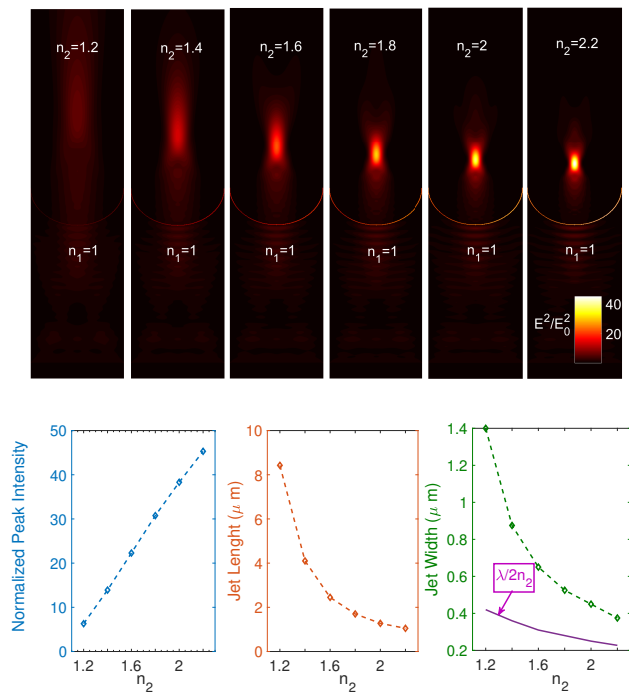 n2=1.2 n2=1.4 n2=1.6 n2=1.8 n2=2 n2=2.2
n1=1 n1=1 n1=1 n1=1 n1=1 n1=1
E²/E₀² 40
20
50 10 1.4
40 8 1.2
30 6 1
20 4 0.8
10 2 0.6
0 0 0.4
0.2
Normalized Peak Intensity
Jet Lenght (μ m)
Jet Width (μ m)
λ/2n2
1.2 1.6 2 1.2 1.6 2 1.2 1.6 2
n2 n2 n2